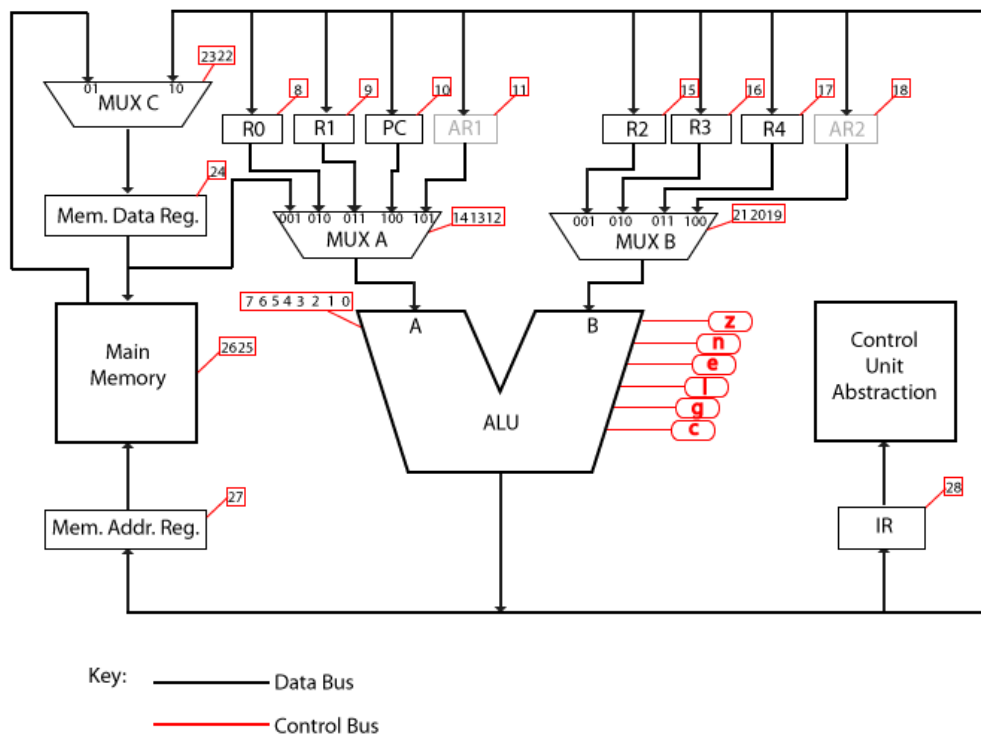 2322
01 10
MUX C
8
9
10
11
15
16
17
18
R0
R1
PC
AR1
R2
R3
R4
AR2
24
Mem. Data Reg.
001 010 011 100 101
MUX A
141312
001 010 011 100
MUX B
212019
7 6 5 4 3 2 1 0
A
B
z
n
e
l
g
c
Main
Memory
2625
ALU
Control
Unit
Abstraction
27
Mem. Addr. Reg.
28
IR
Key:
Data Bus
Control Bus